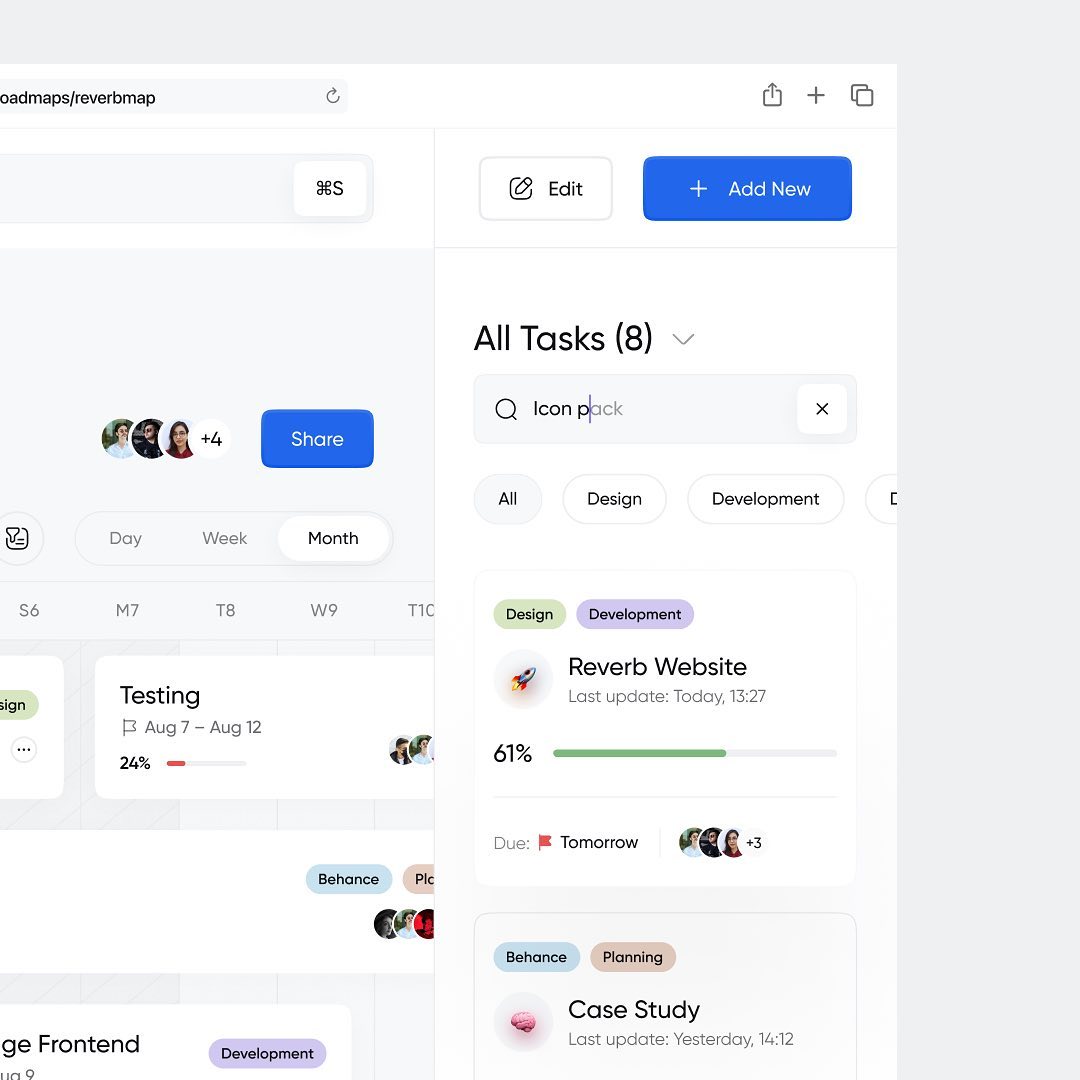 oadmaps/reverbmap
⌘S
Edit
Add New
All Tasks (8)
Icon pack
+4
Share
All
Design
Development
Day
Week
Month
S6
M7
T8
W9
T10
Design
Development
Reverb Website
Last update: Today, 13:27
61%
Due: Tomorrow
+3
sign
Testing
Aug 7 – Aug 12
24%
Behance
Pla
Behance
Planning
Case Study
Last update: Yesterday, 14:12
ge Frontend
Development
ug 9